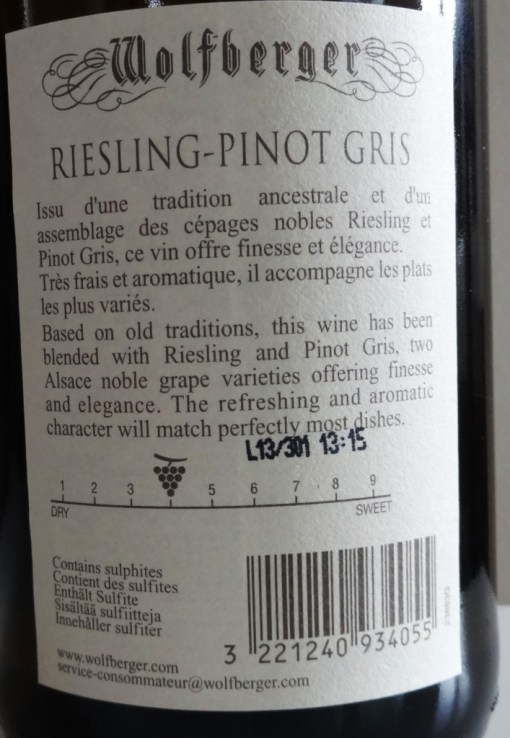 Wolfberger
RIESLING-PINOT GRIS
Issu d'une tradition ancestrale et d'un
assemblage des cépages nobles Riesling et
Pinot Gris, ce vin offre finesse et élégance.
Très frais et aromatique, il accompagne les plats
les plus variés.
Based on old traditions, this wine has been
blended with Riesling and Pinot Gris, two
Alsace noble grape varieties offering finesse
and elegance. The refreshing and aromatic
character will match perfectly most dishes.
L13/301 13:15
1 2 3 5 6 7 8 9
DRY SWEET
Contains sulphites
Contient des sulfites
Enthält Sulfite
Sisältää sulfiitteja
Innehåller sulfiter
3 221240 934055
www.wolfberger.com
service-consommateur@wolfberger.com